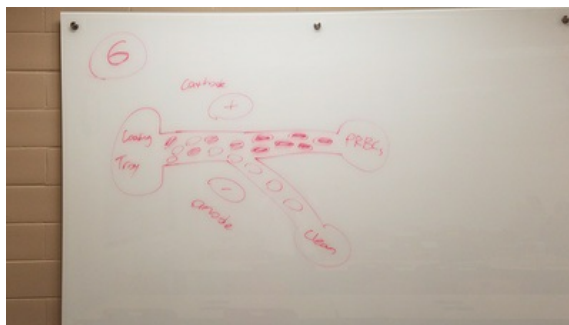 6
cathode
+
Loading
Tray
PRBCs
-
anode
clean